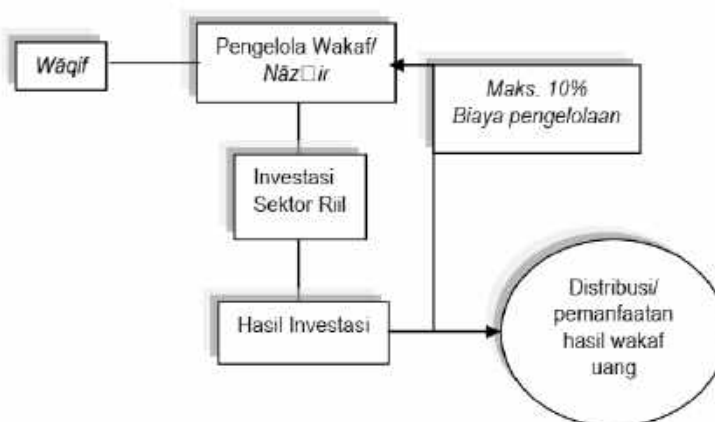 Wāqif
Pengelola Wakaf/
Nāz□ir
Maks. 10%
Biaya pengelolaan
Investasi
Sektor Riil
Hasil Investasi
Distribusi/
pemanfaatan
hasil wakaf
uang